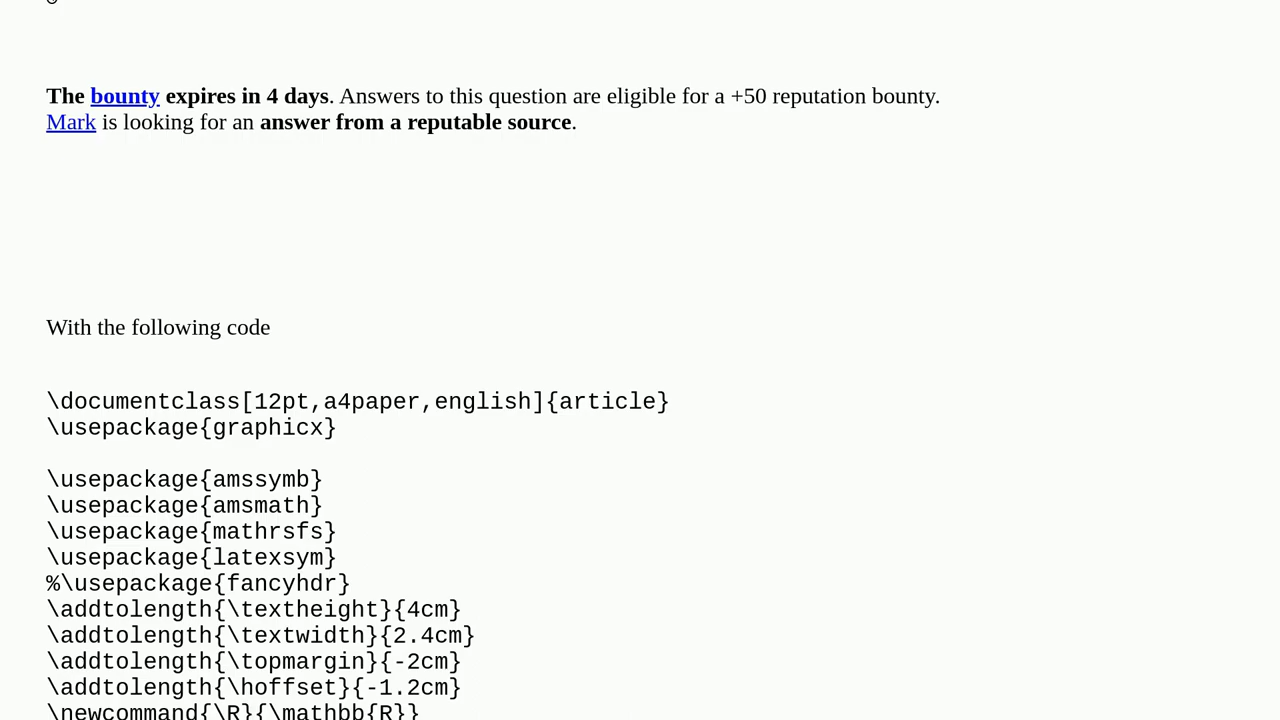 The bounty expires in 4 days. Answers to this question are eligible for a +50 reputation bounty.
Mark is looking for an answer from a reputable source.
With the following code
\documentclass[12pt,a4paper,english]{article}
\usepackage{graphicx}
\usepackage{amssymb}
\usepackage{amsmath}
\usepackage{mathrsfs}
\usepackage{latexsym}
%\usepackage{fancyhdr}
\addtolength{\textheight}{4cm}
\addtolength{\textwidth}{2.4cm}
\addtolength{\topmargin}{-2cm}
\addtolength{\hoffset}{-1.2cm}
\newcommand{\R}{\mathbb{R}}